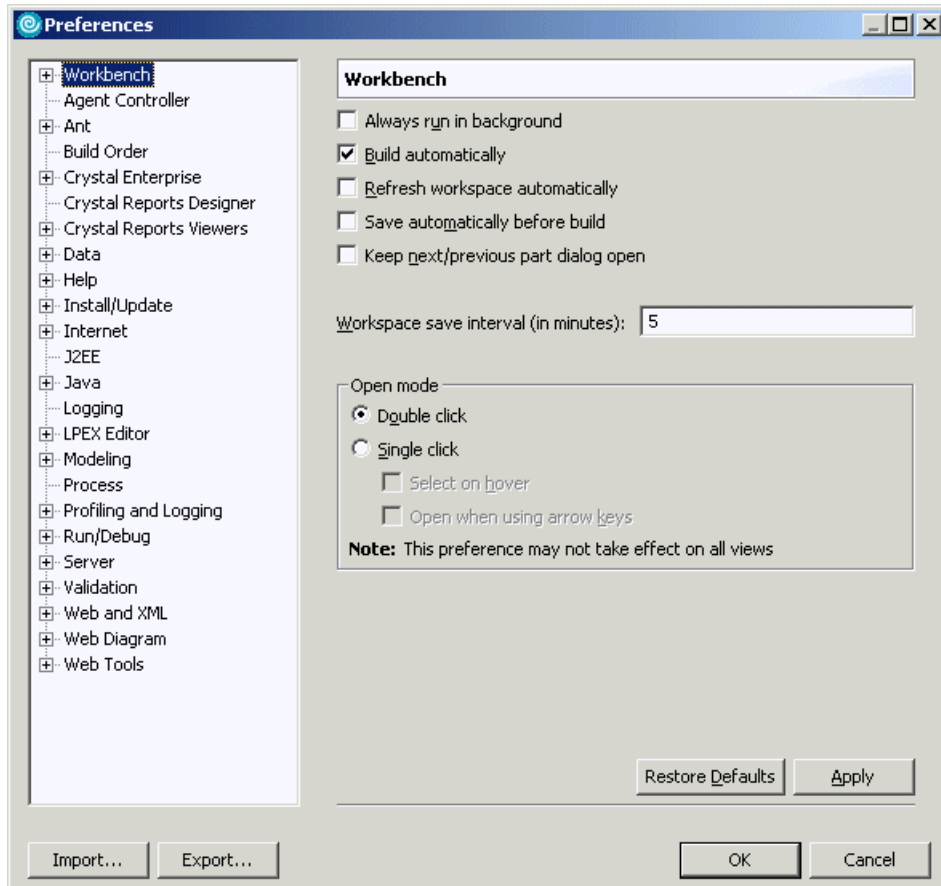 Preferences
Workbench
Agent Controller
Ant
Build Order
Crystal Enterprise
Crystal Reports Designer
Crystal Reports Viewers
Data
Help
Install/Update
Internet
J2EE
Java
Logging
LPEX Editor
Modeling
Process
Profiling and Logging
Run/Debug
Server
Validation
Web and XML
Web Diagram
Web Tools
Workbench
Always run in background
Build automatically
Refresh workspace automatically
Save automatically before build
Keep next/previous part dialog open
Workspace save interval (in minutes): 5
Open mode
Double click
Single click
Select on hover
Open when using arrow keys
Note: This preference may not take effect on all views
Restore Defaults Apply
Import... Export... OK Cancel